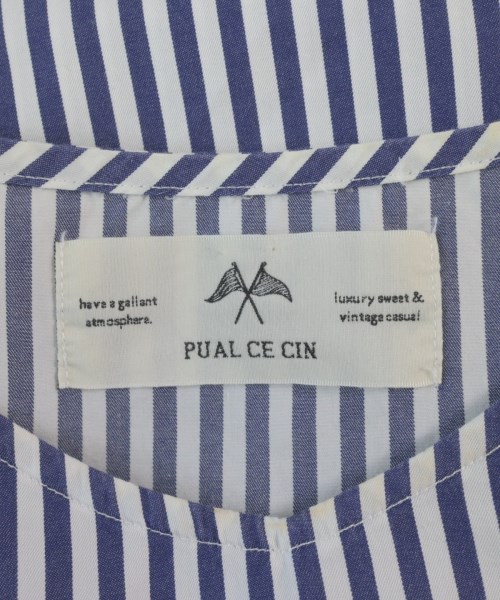 have a gallant
atmosphere.
luxury sweet &
vintage casual
PUAL CE CIN